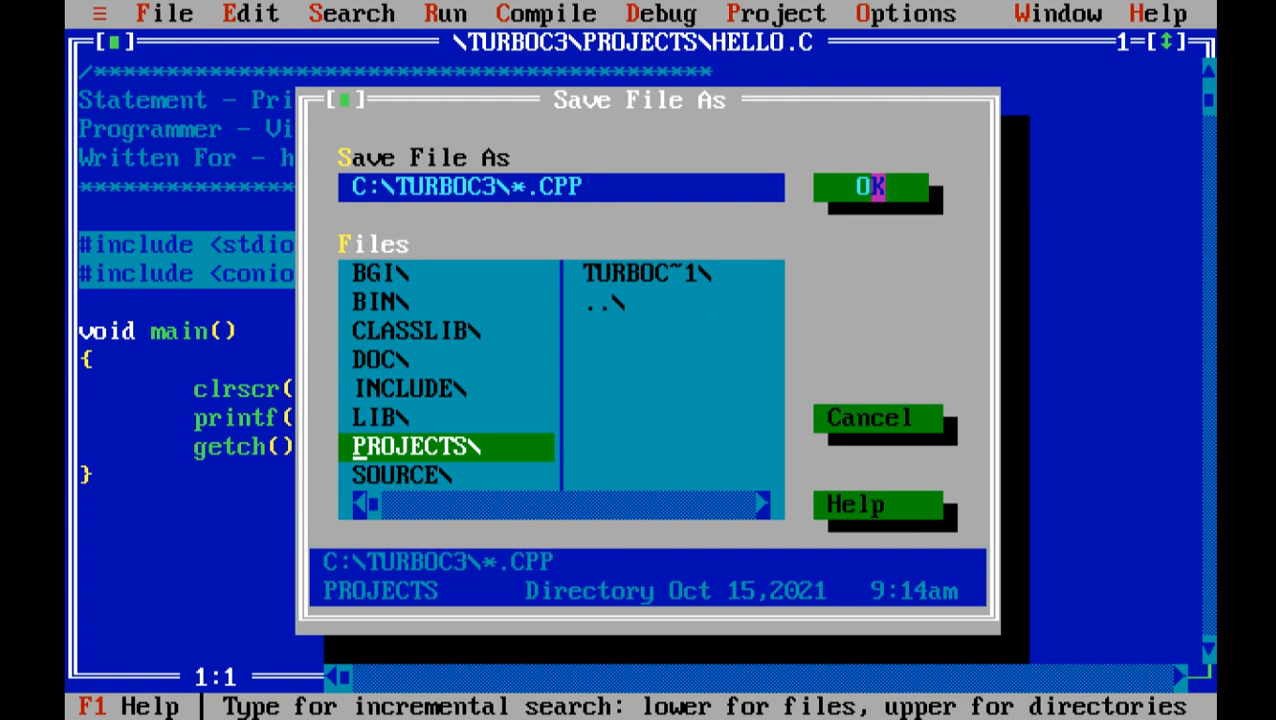 ≡ File Edit Search Run Compile Debug Project Options Window Help
[■] \TURBOC3\PROJECTS\HELLO.C 1=[↕]
/********************************************
Statement - Pri
Programmer - Vi
Written For - h
***************
#include <stdio
#include <conio
void main()
{
clrscr(
printf(
getch()
}
1:1
[■] Save File As
Save File As
C:\TURBOC3\*.CPP
OK
Files
BGI\ TURBOC~1\
BIN\ ..\
CLASSLIB\
DOC\
INCLUDE\
LIB\
PROJECTS\
SOURCE\
Cancel
Help
C:\TURBOC3\*.CPP
PROJECTS Directory Oct 15,2021 9:14am
F1 Help | Type for incremental search: lower for files, upper for directories